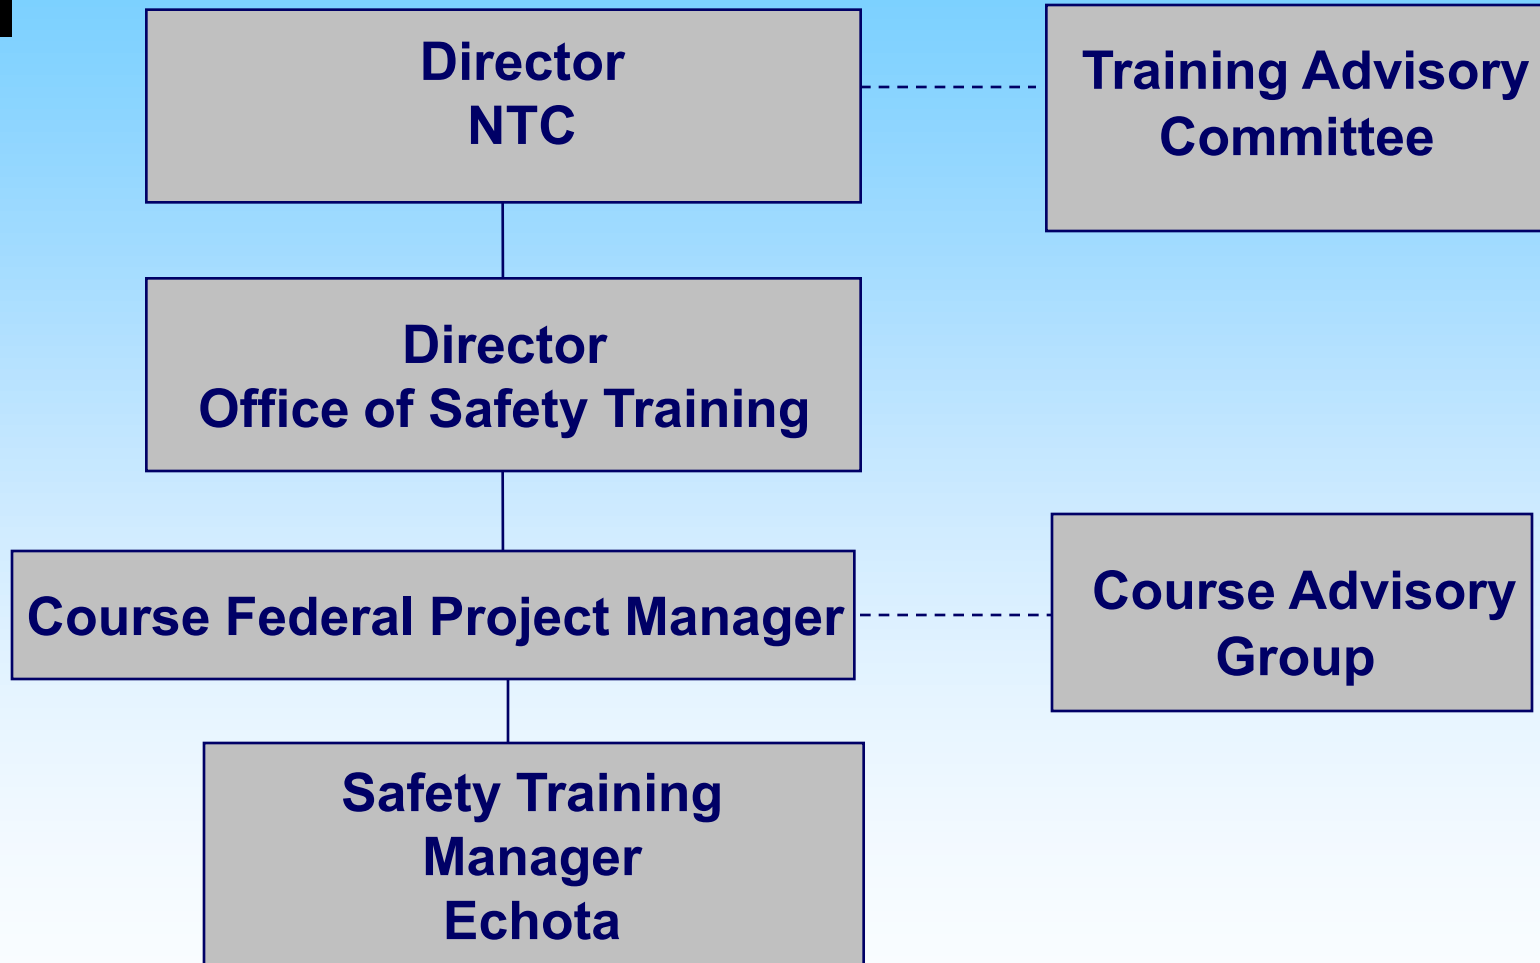 Director
NTC
Training Advisory
Committee
Director
Office of Safety Training
Course Federal Project Manager
Course Advisory
Group
Safety Training
Manager
Echota